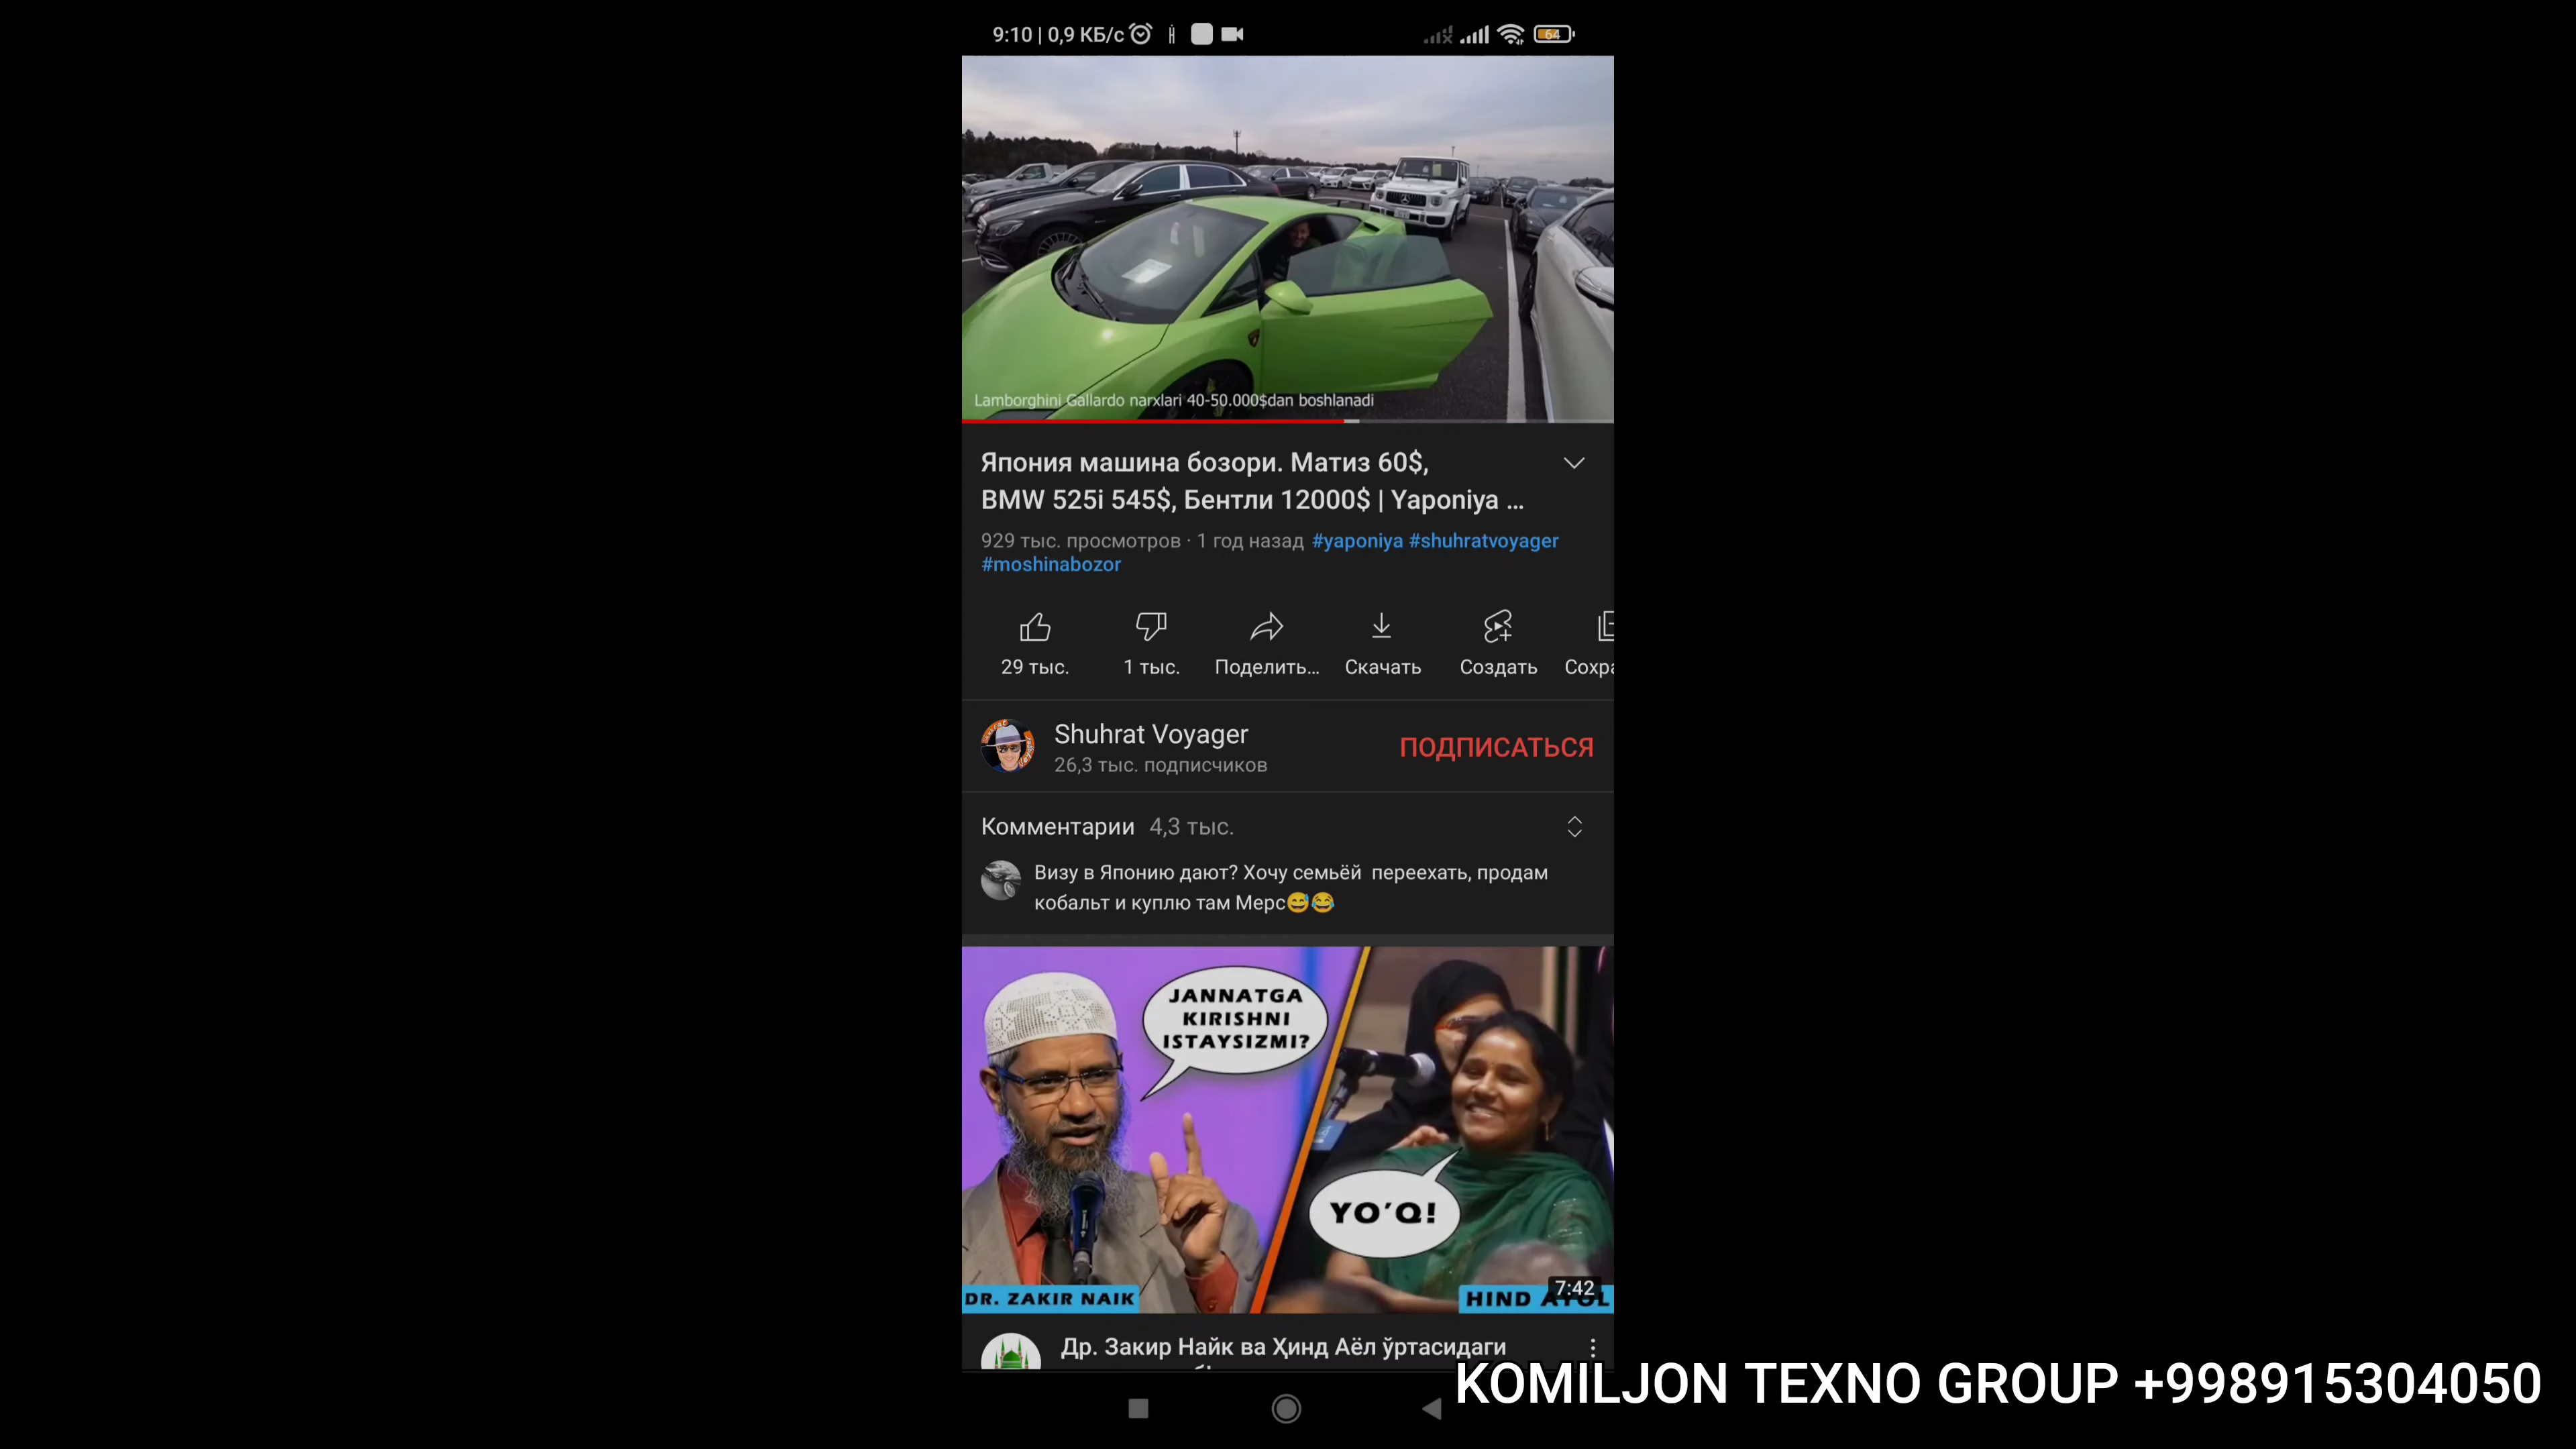 9:10 | 0,9 КБ/с
64
Lamborghini Gallardo narxlari 40-50.000$dan boshlanadi
Япония машина бозори. Матиз 60$,
BMW 525i 545$, Бентли 12000$ | Yaponiya ...
929 тыс. просмотров · 1 год назад #yaponiya #shuhratvoyager
#moshinabozor
29 тыс. 1 тыс. Поделить... Скачать Создать Сохра
Shuhrat Voyager
26,3 тыс. подписчиков
ПОДПИСАТЬСЯ
Комментарии 4,3 тыс.
Визу в Японию дают? Хочу семьёй переехать, продам
кобальт и куплю там Мерс😅😂
JANNATGA
KIRISHNI
ISTAYSIZMI?
YO'Q!
7:42
DR. ZAKIR NAIK
HIND AYOL
Др. Закир Найк ва Ҳинд Аёл ўртасидаги
KOMILJON TEXNO GROUP +998915304050